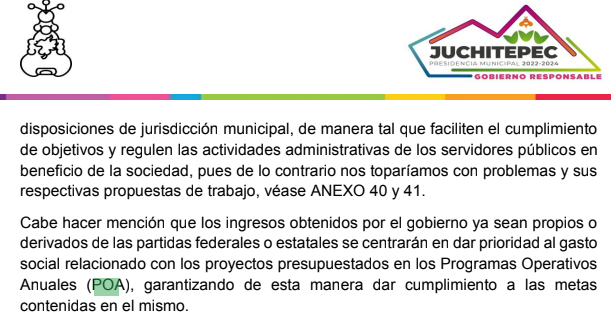 JUCHITEPEC
PRESIDENCIA MUNICIPAL 2022-2024
GOBIERNO RESPONSABLE
disposiciones de jurisdicción municipal, de manera tal que faciliten el cumplimiento
de objetivos y regulen las actividades administrativas de los servidores públicos en
beneficio de la sociedad, pues de lo contrario nos toparíamos con problemas y sus
respectivas propuestas de trabajo, véase ANEXO 40 y 41.
Cabe hacer mención que los ingresos obtenidos por el gobierno ya sean propios o
derivados de las partidas federales o estatales se centrarán en dar prioridad al gasto
social relacionado con los proyectos presupuestados en los Programas Operativos
Anuales (POA), garantizando de esta manera dar cumplimiento a las metas
contenidas en el mismo.